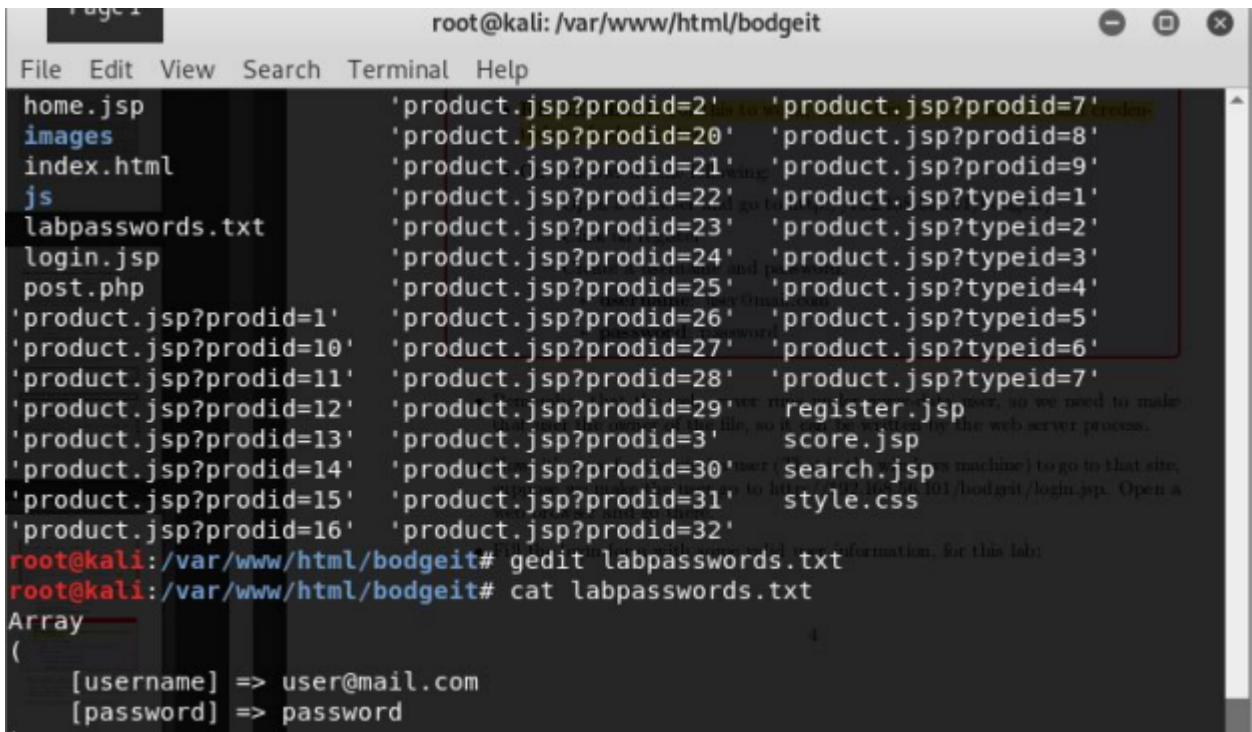 Page 1
root@kali: /var/www/html/bodgeit
File Edit View Search Terminal Help
home.jsp 'product.jsp?prodid=2' 'product.jsp?prodid=7'
images 'product.jsp?prodid=20' 'product.jsp?prodid=8'
index.html 'product.jsp?prodid=21' 'product.jsp?prodid=9'
js 'product.jsp?prodid=22' 'product.jsp?typeid=1'
labpasswords.txt 'product.jsp?prodid=23' 'product.jsp?typeid=2'
login.jsp 'product.jsp?prodid=24' 'product.jsp?typeid=3'
post.php 'product.jsp?prodid=25' 'product.jsp?typeid=4'
'product.jsp?prodid=1' 'product.jsp?prodid=26' 'product.jsp?typeid=5'
'product.jsp?prodid=10' 'product.jsp?prodid=27' 'product.jsp?typeid=6'
'product.jsp?prodid=11' 'product.jsp?prodid=28' 'product.jsp?typeid=7'
'product.jsp?prodid=12' 'product.jsp?prodid=29' register.jsp
'product.jsp?prodid=13' 'product.jsp?prodid=3' score.jsp
'product.jsp?prodid=14' 'product.jsp?prodid=30' search.jsp
'product.jsp?prodid=15' 'product.jsp?prodid=31' style.css
'product.jsp?prodid=16' 'product.jsp?prodid=32'
root@kali:/var/www/html/bodgeit# gedit labpasswords.txt
root@kali:/var/www/html/bodgeit# cat labpasswords.txt
Array
(
[username] => user@mail.com
[password] => password